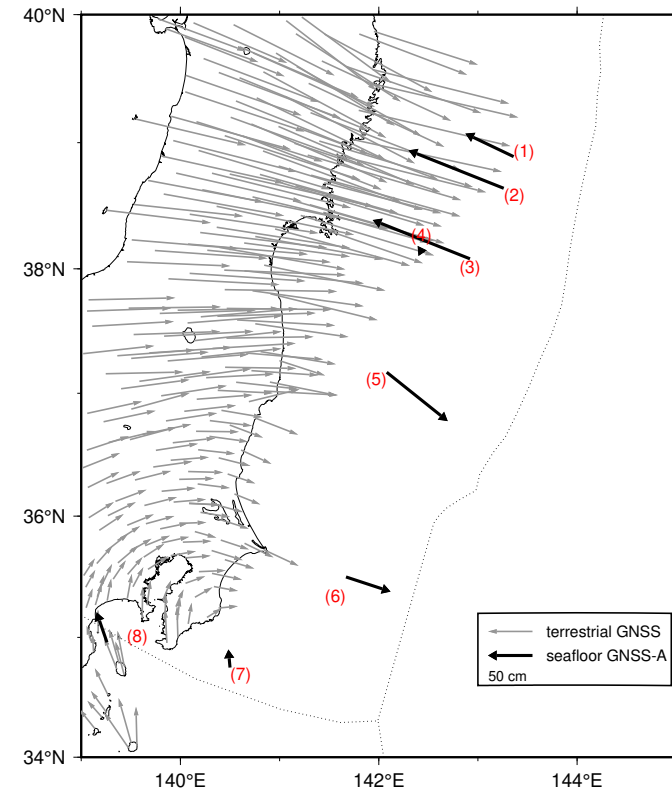 40°N
(1)
(2)
(4)
38°N
(3)
(5)
36°N
(6)
terrestrial GNSS
(8)
seafloor GNSS-A
(7)
50 cm
34°N
140°E 142°E 144°E